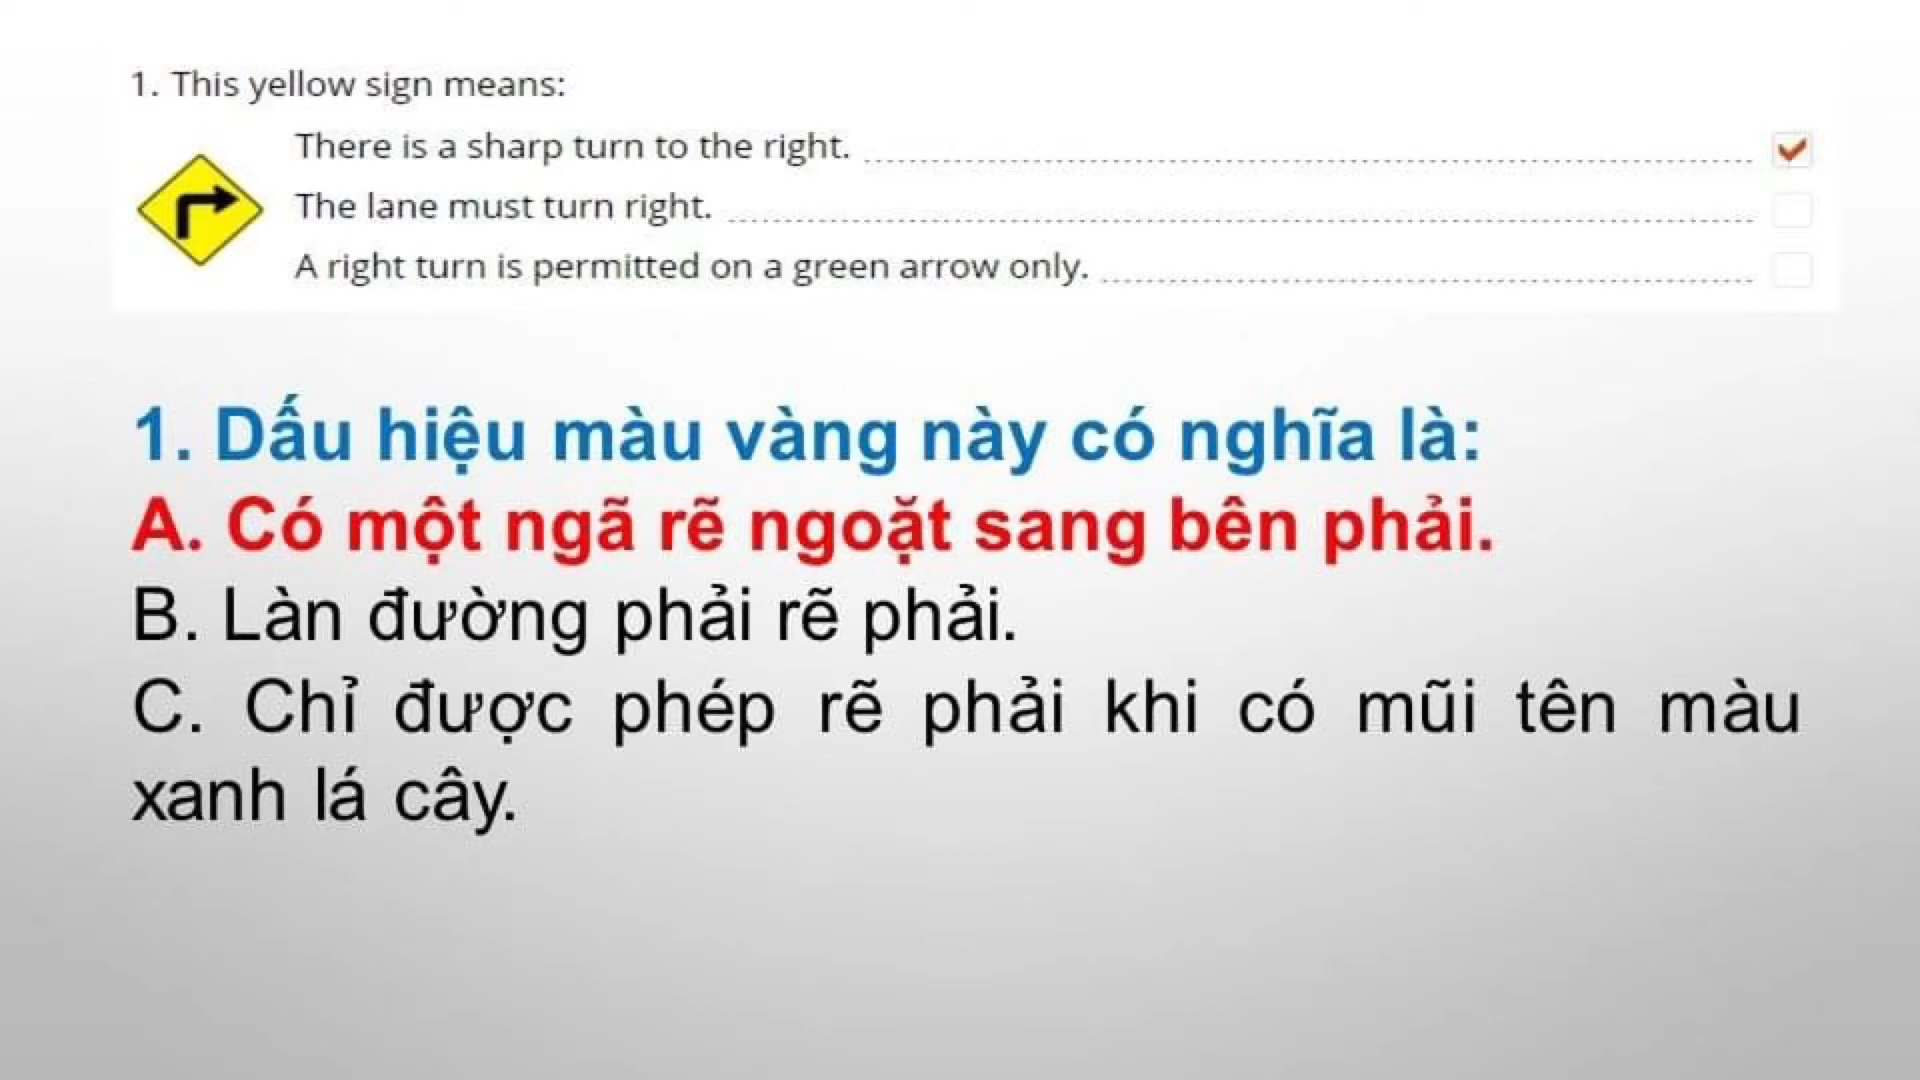 1. This yellow sign means:
There is a sharp turn to the right.
The lane must turn right.
A right turn is permitted on a green arrow only.
1. Dấu hiệu màu vàng này có nghĩa là:
A. Có một ngã rẽ ngoặt sang bên phải.
B. Làn đường phải rẽ phải.
C. Chỉ được phép rẽ phải khi có mũi tên màu
xanh lá cây.